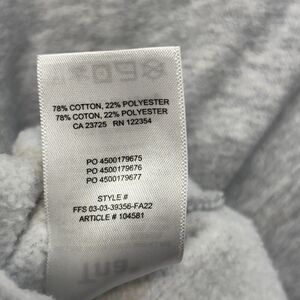 78% COTTON, 22% POLYESTER
78% COTTON, 22% POLYESTER
CA 23725 RN 122354
PO 4500179675
PO 4500179676
PO 4500179677
STYLE #
FFS 03-03-39356-FA22
ARTICLE # 104581